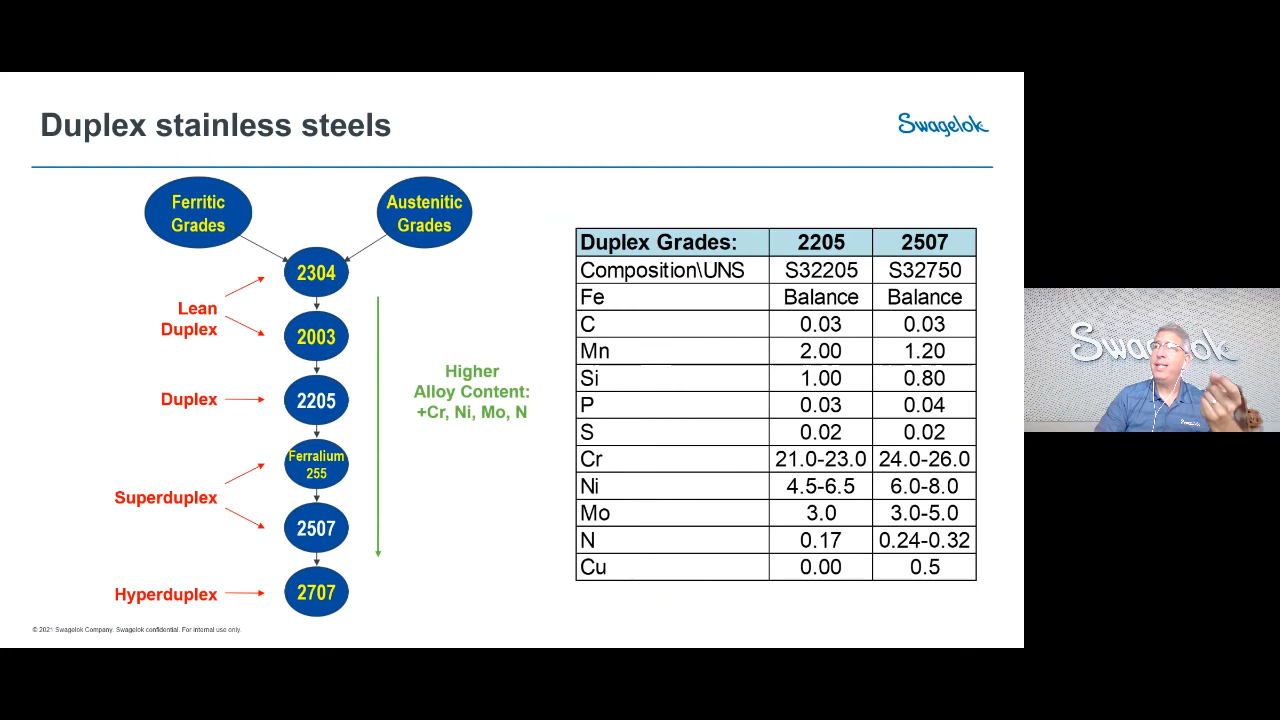 Duplex stainless steels
Swagelok
Ferritic
Grades
Austenitic
Grades
2304
Lean
Duplex
2003
Duplex
2205
Ferralium
255
Superduplex
2507
Hyperduplex
2707
Higher
Alloy Content:
+Cr, Ni, Mo, N
Duplex Grades: 2205 2507
Composition\UNS S32205 S32750
Fe Balance Balance
C 0.03 0.03
Mn 2.00 1.20
Si 1.00 0.80
P 0.03 0.04
S 0.02 0.02
Cr 21.0-23.0 24.0-26.0
Ni 4.5-6.5 6.0-8.0
Mo 3.0 3.0-5.0
N 0.17 0.24-0.32
Cu 0.00 0.5
© 2021 Swagelok Company. Swagelok confidential. For internal use only.
Swagelok